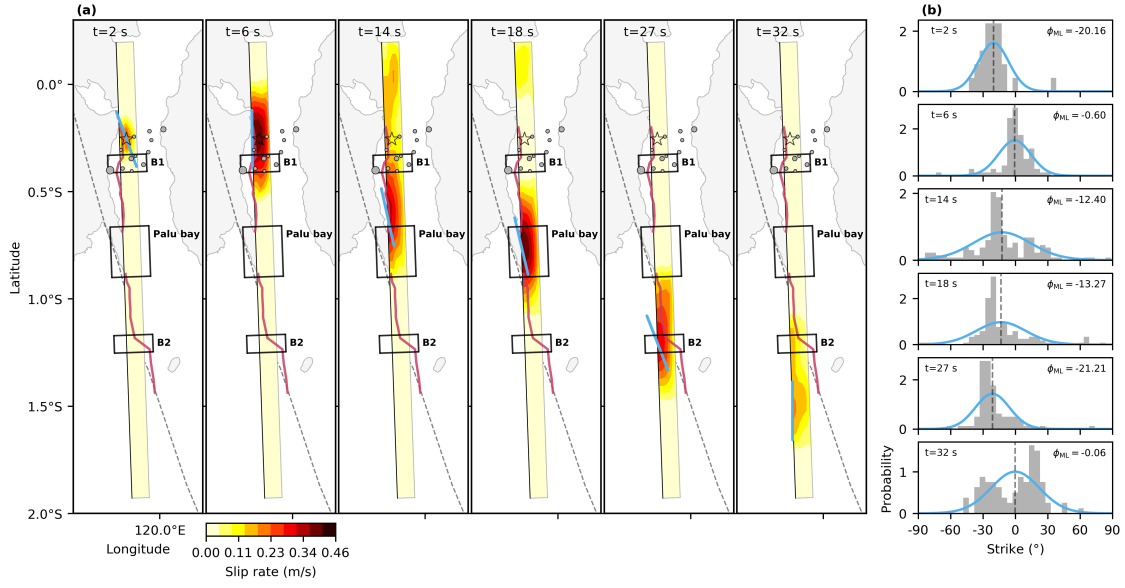 (a)
(b)
t=2 s
t=6 s
t=14 s
t=18 s
t=27 s
t=32 s
0.0°
0.5°S
1.0°S
1.5°S
2.0°S
Latitude
B1
Palu bay
B2
B1
Palu bay
B2
B1
Palu bay
B2
B1
Palu bay
B2
B1
Palu bay
B2
B1
Palu bay
B2
120.0°E
Longitude
0.00 0.11 0.23 0.34 0.46
Slip rate (m/s)
t=2 s
ϕML = -20.16
2
0
t=6 s
ϕML = -0.60
2
0
t=14 s
ϕML = -12.40
2
1
0
t=18 s
ϕML = -13.27
2
0
t=27 s
ϕML = -21.21
2
0
t=32 s
ϕML = -0.06
1
0
Probability
-90 -60 -30 0 30 60 90
Strike (°)